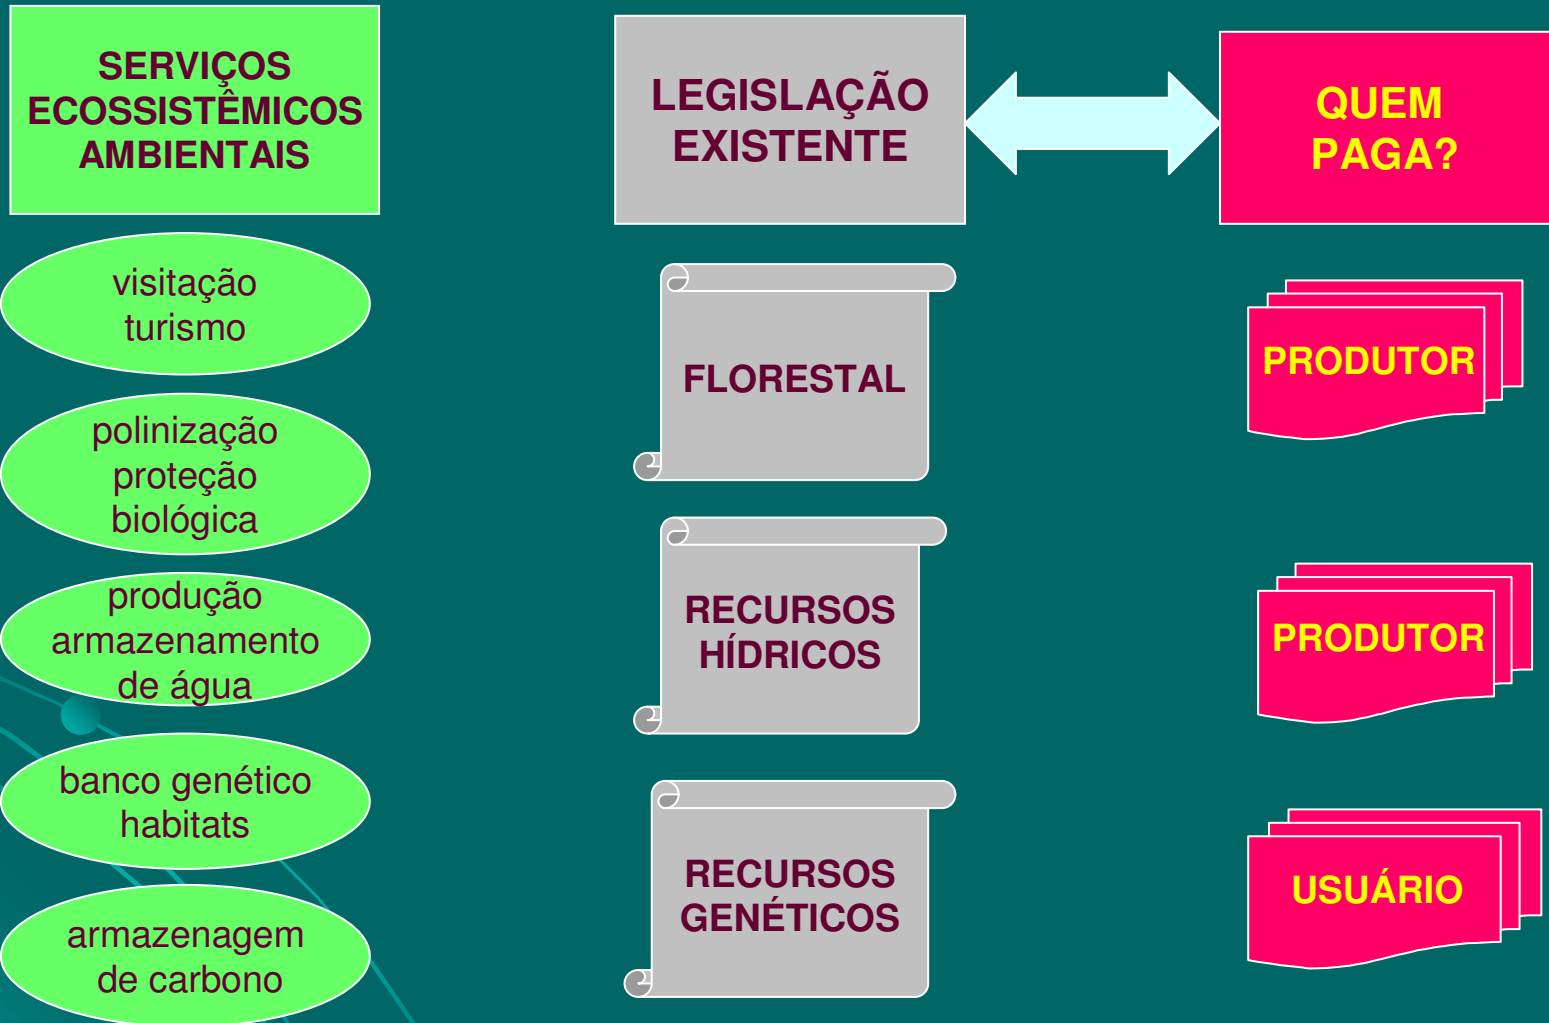 SERVIÇOS
ECOSSISTÊMICOS
AMBIENTAIS
visitação
turismo
polinização
proteção
biológica
produção
armazenamento
de água
banco genético
habitats
armazenagem
de carbono
LEGISLAÇÃO
EXISTENTE
FLORESTAL
RECURSOS
HÍDRICOS
RECURSOS
GENÉTICOS
QUEM
PAGA?
PRODUTOR
PRODUTOR
USUÁRIO